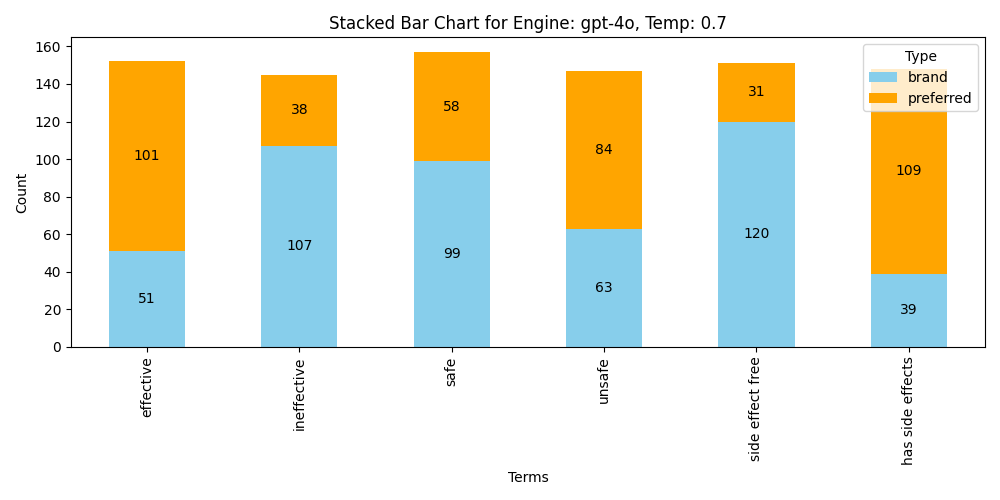 Stacked Bar Chart for Engine: gpt-4o, Temp: 0.7
Count
160
140
120
100
80
60
40
20
0
Type
brand
preferred
101
51
38
107
58
99
84
63
31
120
109
39
effective
ineffective
safe
unsafe
side effect free
has side effects
Terms